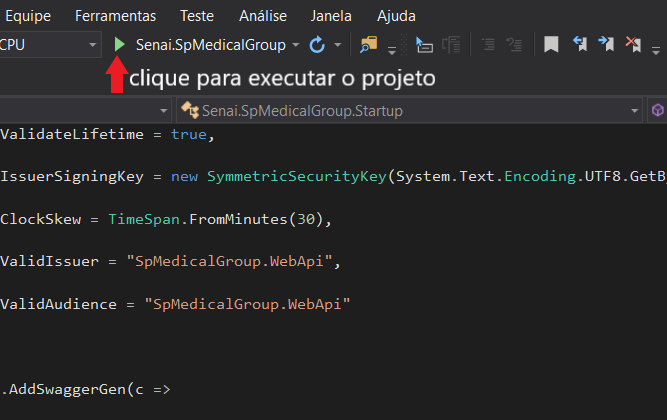 Equipe Ferramentas Teste Análise Janela Ajuda
CPU Senai.SpMedicalGroup
clique para executar o projeto
Senai.SpMedicalGroup.Startup
ValidateLifetime = true,
IssuerSigningKey = new SymmetricSecurityKey(System.Text.Encoding.UTF8.GetB
ClockSkew = TimeSpan.FromMinutes(30),
ValidIssuer = "SpMedicalGroup.WebApi",
ValidAudience = "SpMedicalGroup.WebApi"
.AddSwaggerGen(c =>